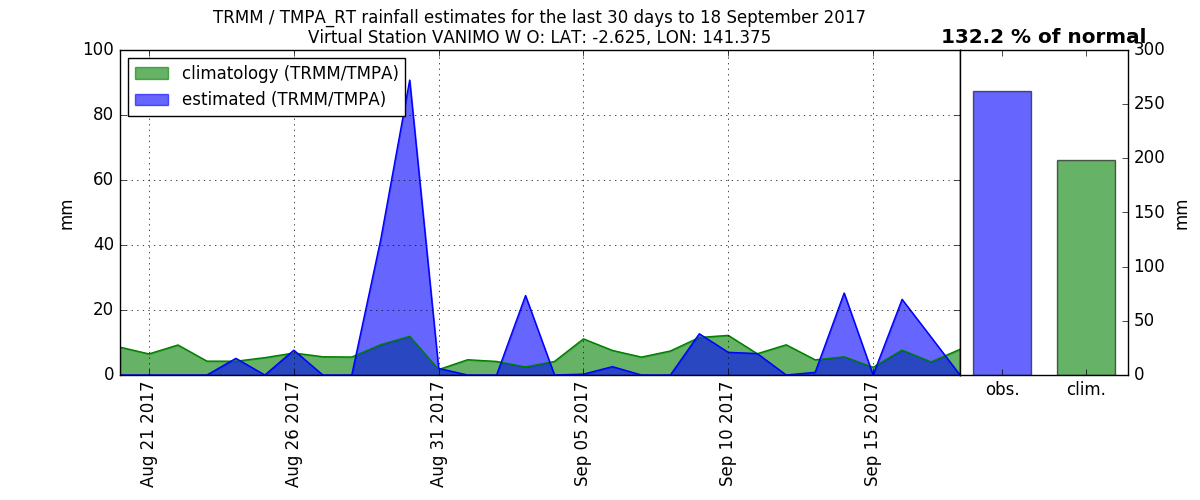 TRMM / TMPA_RT rainfall estimates for the last 30 days to 18 September 2017
Virtual Station VANIMO W O: LAT: -2.625, LON: 141.375
132.2 % of normal
climatology (TRMM/TMPA)
estimated (TRMM/TMPA)
100
80
60
40
20
0
mm
Aug 21 2017
Aug 26 2017
Aug 31 2017
Sep 05 2017
Sep 10 2017
Sep 15 2017
300
250
200
150
100
50
0
mm
obs.
clim.